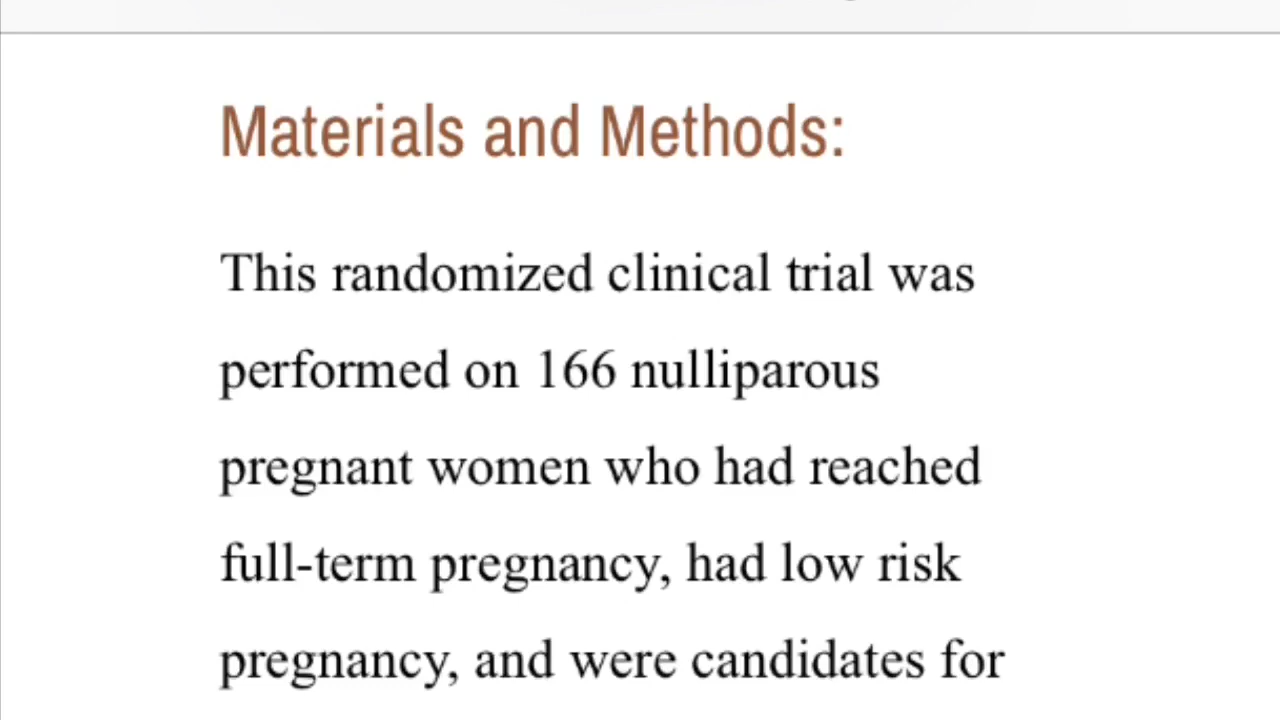 Materials and Methods:
This randomized clinical trial was
performed on 166 nulliparous
pregnant women who had reached
full-term pregnancy, had low risk
pregnancy, and were candidates for